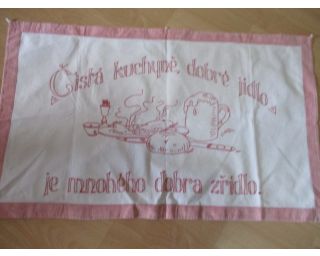 Čistá kuchyně, dobré jídlo
je mnohého dobra zřídlo.